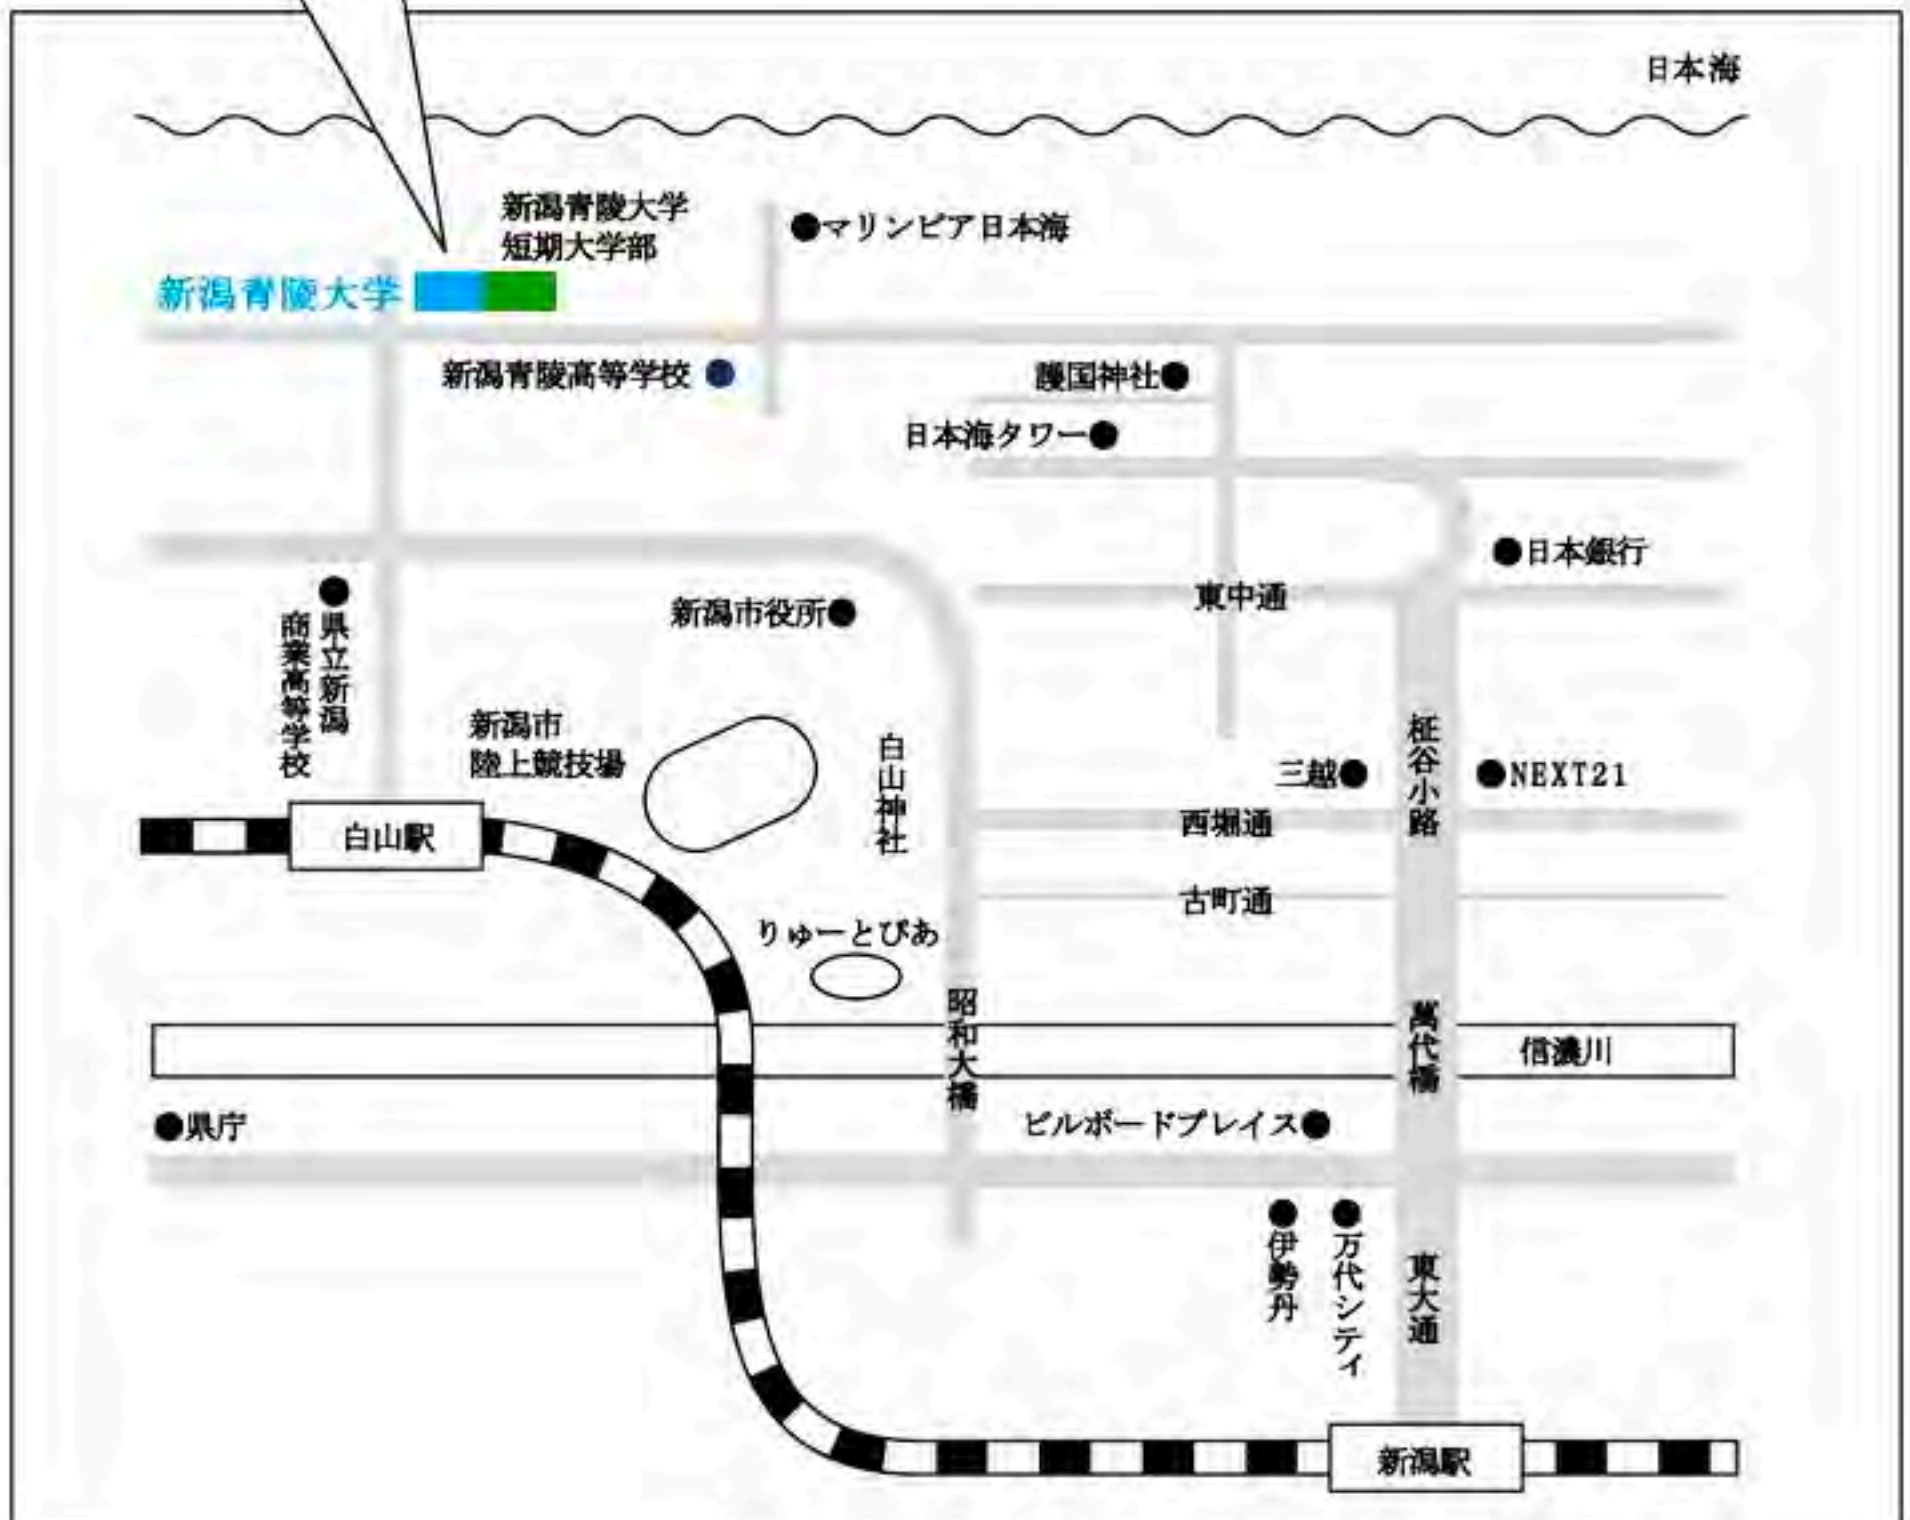 日本海
新潟青陵大学
短期大学部
マリンピア日本海
新潟青陵大学
新潟青陵高等学校
護国神社
日本海タワー
日本銀行
東中通
新潟市役所
県立新潟
商業高等学校
新潟市
陸上競技場
白山神社
柾谷小路
三越
NEXT21
西堀通
白山駅
古町通
りゅーとぴあ
昭和大橋
萬代橋
信濃川
県庁
ビルボードプレイス
伊勢丹
万代シティ
東大通
新潟駅